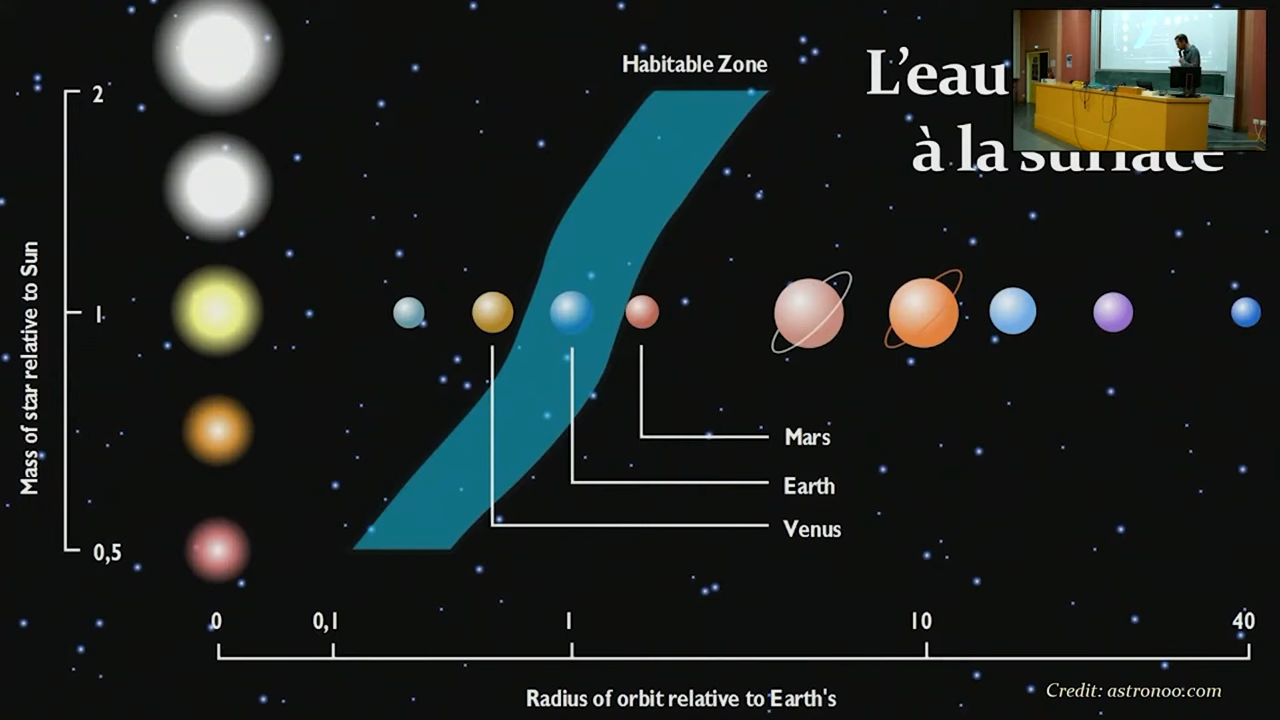 Habitable Zone
L'eau
à la surface
2
1
0,5
Mass of star relative to Sun
Mars
Earth
Venus
0
0,1
1
10
40
Radius of orbit relative to Earth's
Credit: astronoo.com